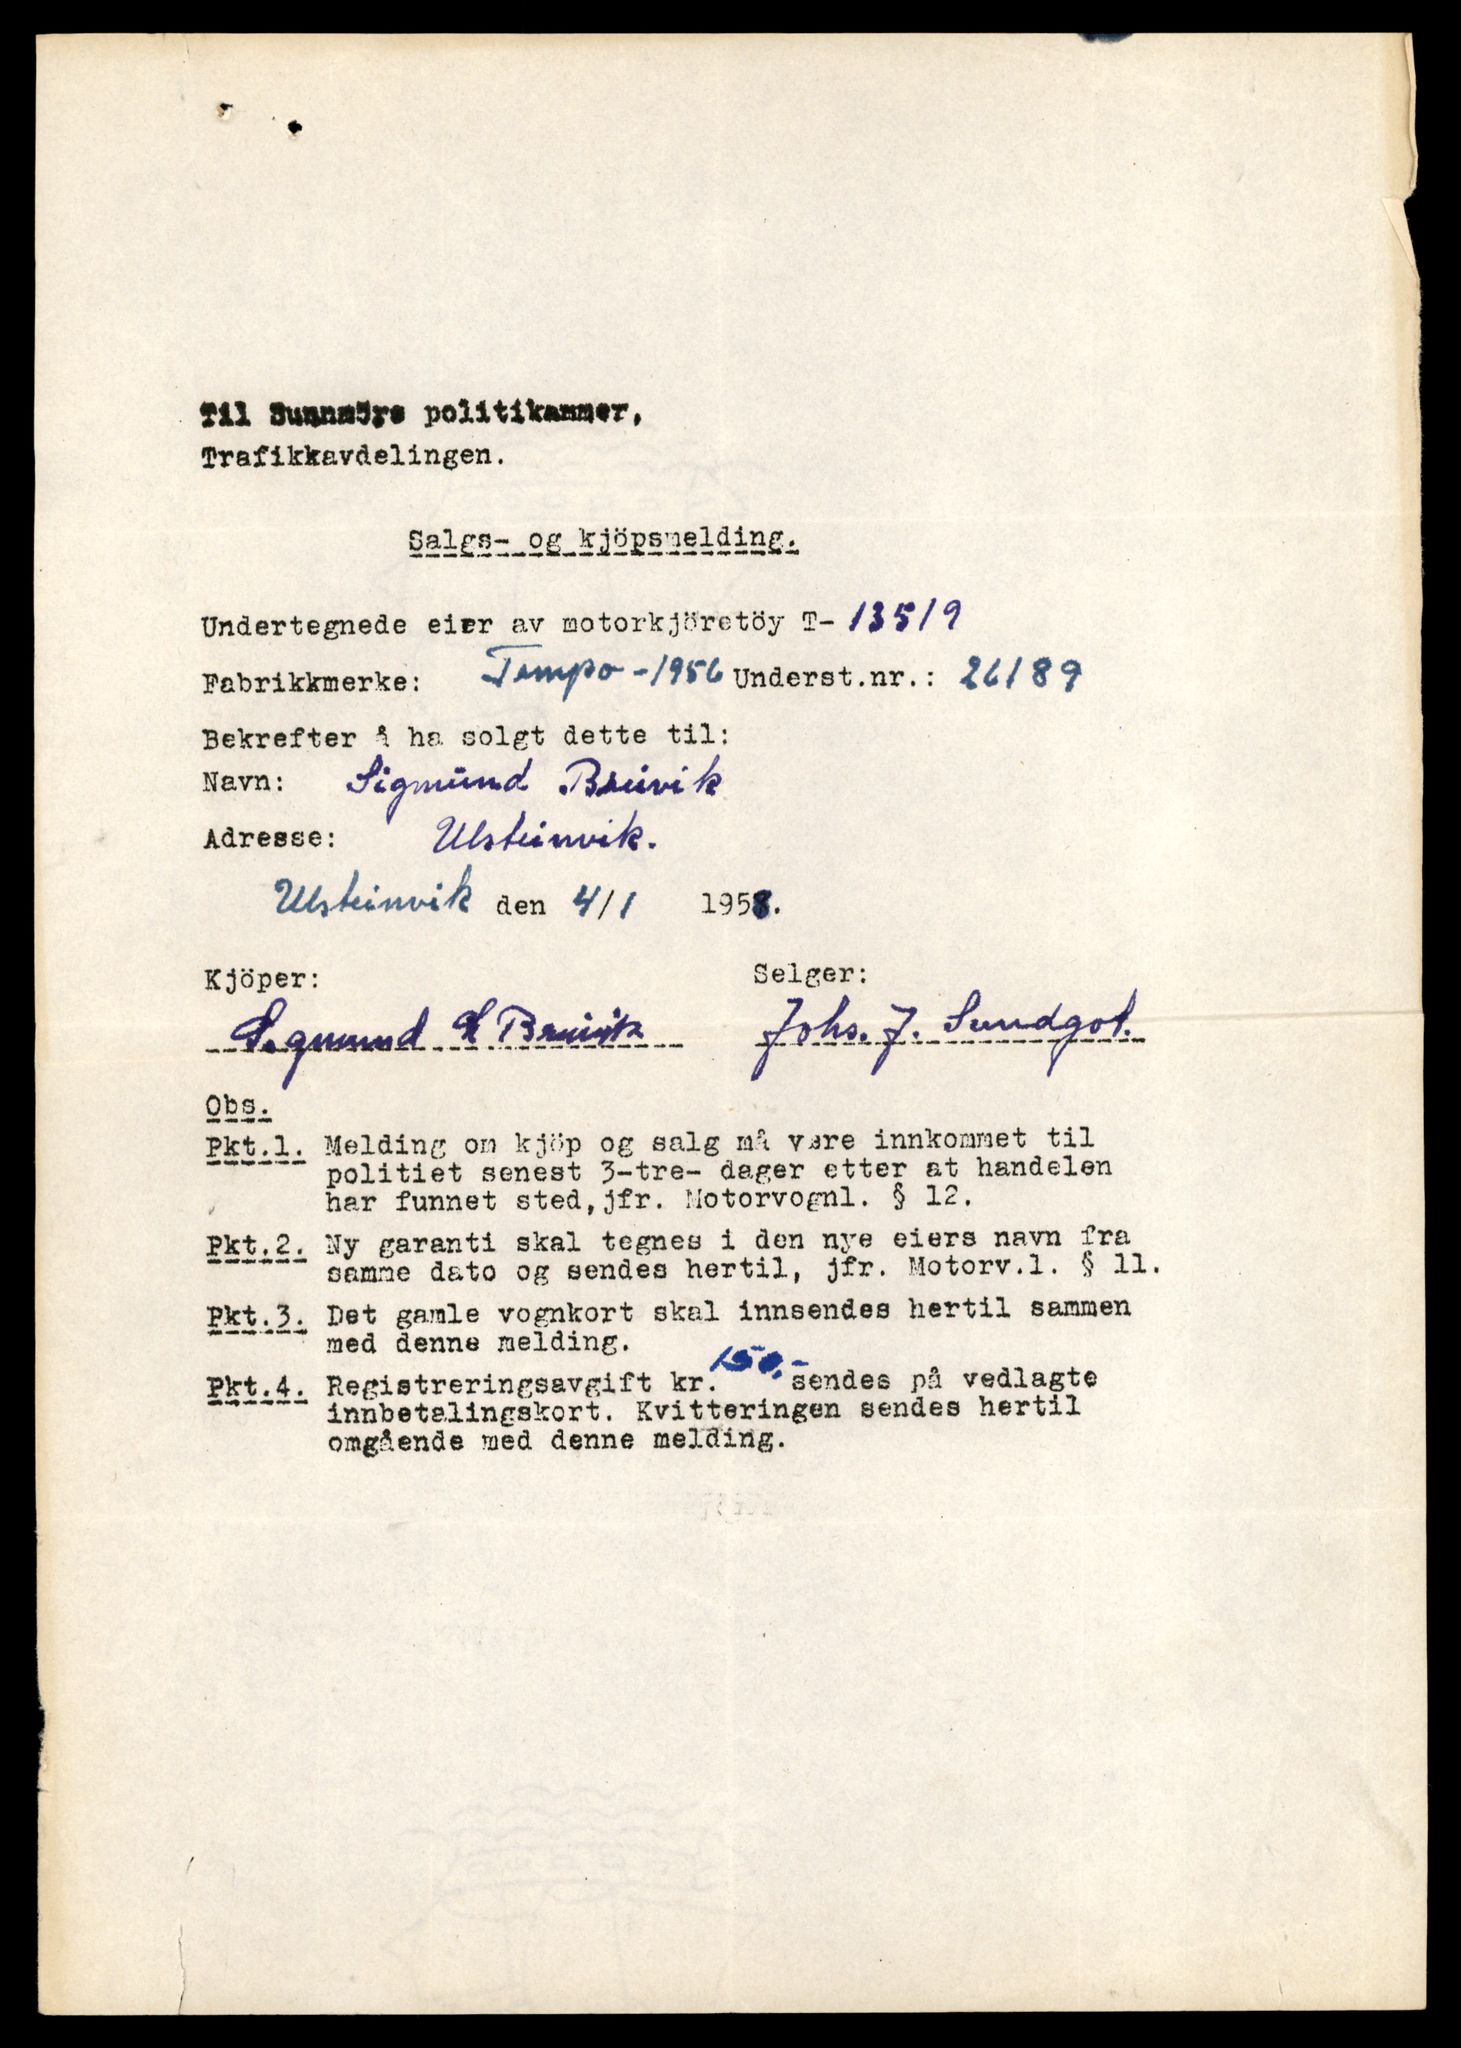 Til Sunnmöre politikammer,
Trafikkavdelingen.
Salgs- og kjöpsmelding.
Undertegnede eier av motorkjöretöy T- 13519
Fabrikkmerke: Tempo - 1956 Underst.nr.: 26189
Bekrefter å ha solgt dette til:
Navn: Sigmund Breivik
Adresse: Ulsteinvik.
Ulsteinvik den 4/1 1958.
Kjöper: Selger:
Sigmund Breivik Johs. J. Sundgot.
Obs.
Pkt.1. Melding om kjöp og salg må være innkommet til
politiet senest 3-tre- dager etter at handelen
har funnet sted, jfr. Motorvognl. § 12.
Pkt.2. Ny garanti skal tegnes i den nye eiers navn fra
samme dato og sendes hertil, jfr. Motorv.l. § 11.
Pkt.3. Det gamle vognkort skal innsendes hertil sammen
med denne melding.
Pkt.4. Registreringsavgift kr. 150,- sendes på vedlagte
innbetalingskort. Kvitteringen sendes hertil
omgående med denne melding.